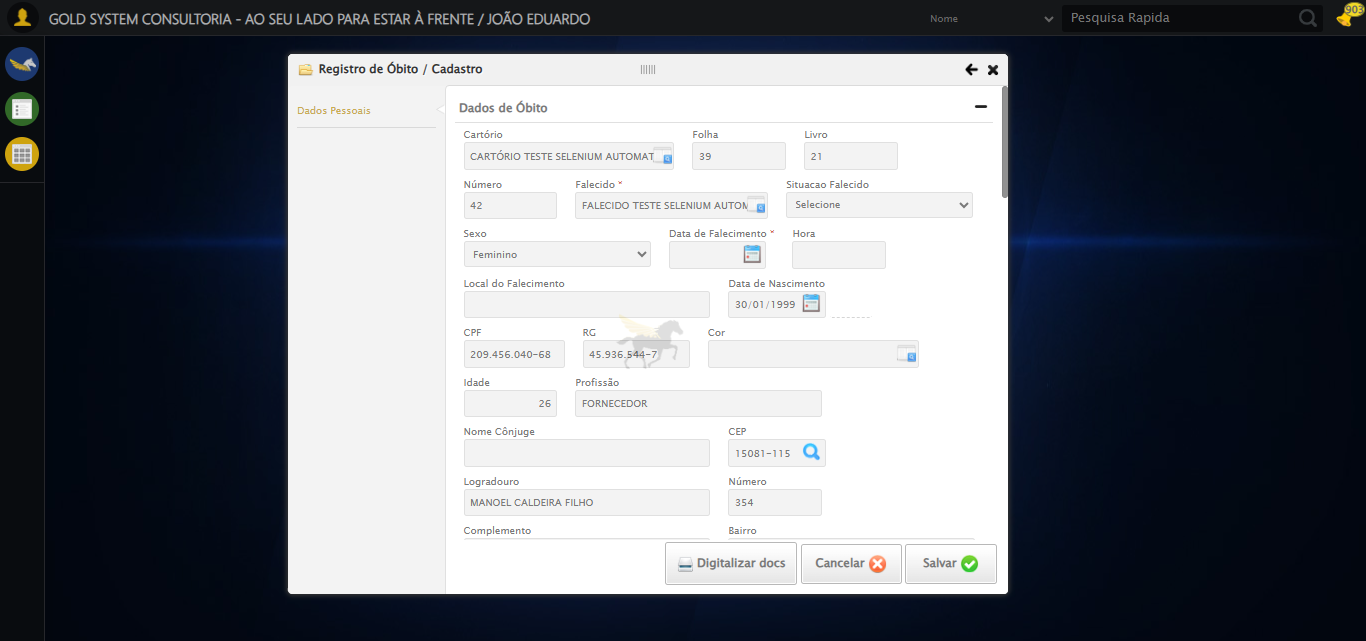 GOLD SYSTEM CONSULTORIA - AO SEU LADO PARA ESTAR À FRENTE / JOÃO EDUARDO
Nome
Pesquisa Rapida
903
Registro de Óbito / Cadastro
Dados Pessoais
Dados de Óbito
Cartório Folha Livro
CARTÓRIO TESTE SELENIUM AUTOMAT 39 21
Número Falecido * Situacao Falecido
42 FALECIDO TESTE SELENIUM AUTOM Selecione
Sexo Data de Falecimento * Hora
Feminino
Local do Falecimento Data de Nascimento
30/01/1999
CPF RG Cor
209.456.040-68 45.936.544-7
Idade Profissão
26 FORNECEDOR
Nome Cônjuge CEP
15081-115
Logradouro Número
MANOEL CALDEIRA FILHO 354
Complemento Bairro
Digitalizar docs Cancelar Salvar